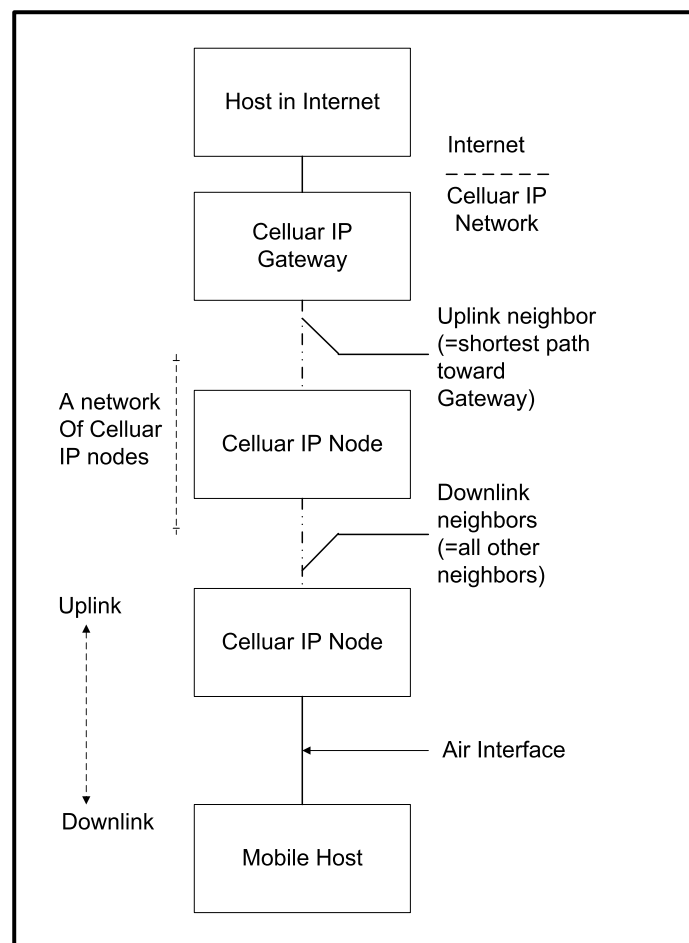 Host in Internet
Internet
Celluar IP
Network
Celluar IP
Gateway
Uplink neighbor
(=shortest path
toward
Gateway)
A network
Of Celluar
IP nodes
Celluar IP Node
Downlink
neighbors
(=all other
neighbors)
Uplink
Celluar IP Node
Air Interface
Downlink
Mobile Host